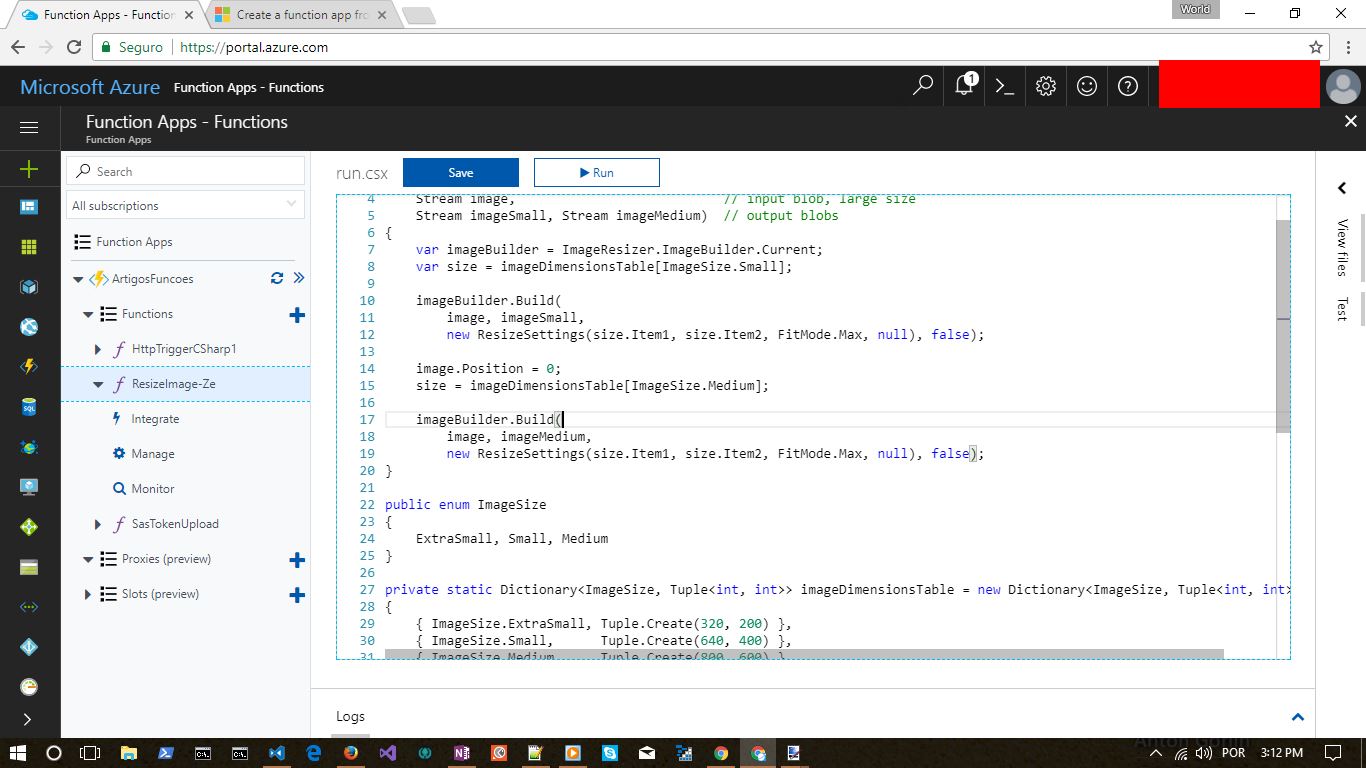 Function Apps - Function
Create a function app fro
World
Seguro
https://portal.azure.com
Microsoft Azure
Function Apps - Functions
1
Function Apps - Functions
Function Apps
Search
All subscriptions
Function Apps
ArtigosFuncoes
Functions
HttpTriggerCSharp1
ResizeImage-Ze
Integrate
Manage
Monitor
SasTokenUpload
Proxies (preview)
Slots (preview)
run.csx
Save
Run
4 Stream image, // input blob, large size
5 Stream imageSmall, Stream imageMedium) // output blobs
6 {
7 var imageBuilder = ImageResizer.ImageBuilder.Current;
8 var size = imageDimensionsTable[ImageSize.Small];
9
10 imageBuilder.Build(
11 image, imageSmall,
12 new ResizeSettings(size.Item1, size.Item2, FitMode.Max, null), false);
13
14 image.Position = 0;
15 size = imageDimensionsTable[ImageSize.Medium];
16
17 imageBuilder.Build(
18 image, imageMedium,
19 new ResizeSettings(size.Item1, size.Item2, FitMode.Max, null), false);
20 }
21
22 public enum ImageSize
23 {
24 ExtraSmall, Small, Medium
25 }
26
27 private static Dictionary<ImageSize, Tuple<int, int>> imageDimensionsTable = new Dictionary<ImageSize, Tuple<int, int>
28 {
29 { ImageSize.ExtraSmall, Tuple.Create(320, 200) },
30 { ImageSize.Small, Tuple.Create(640, 400) },
31 { ImageSize.Medium, Tuple.Create(800, 600) }
View files
Test
Logs
SQL
C:\_
C:\_
POR
3:12 PM